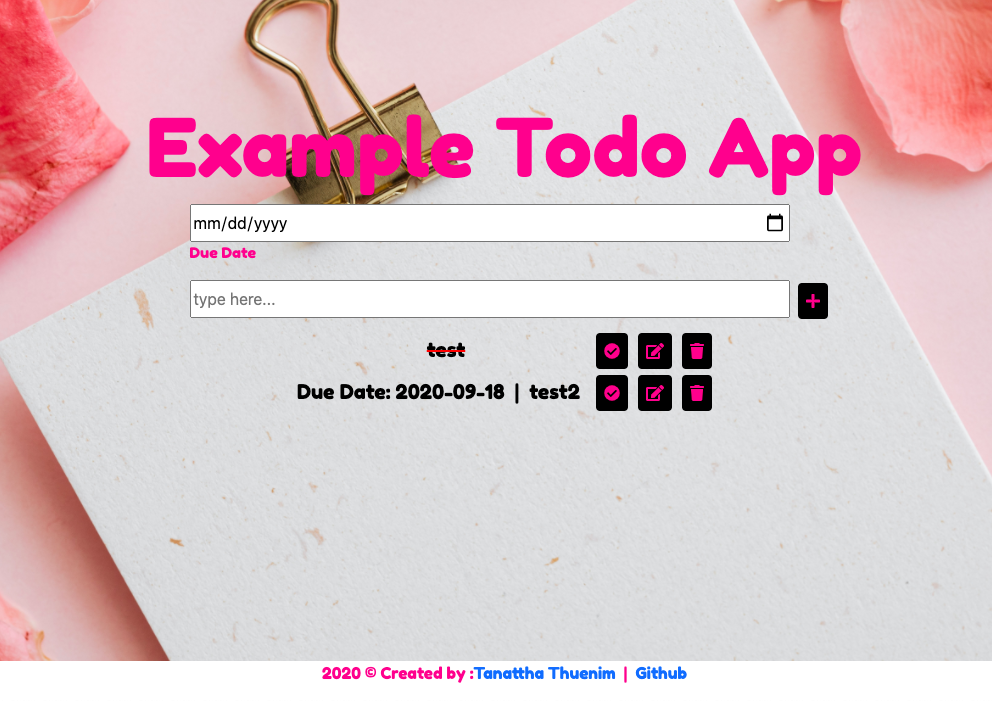 Example Todo App
mm/dd/yyyy
Due Date
type here...
test
Due Date: 2020-09-18 | test2
2020 © Created by :Tanattha Thuenim | Github